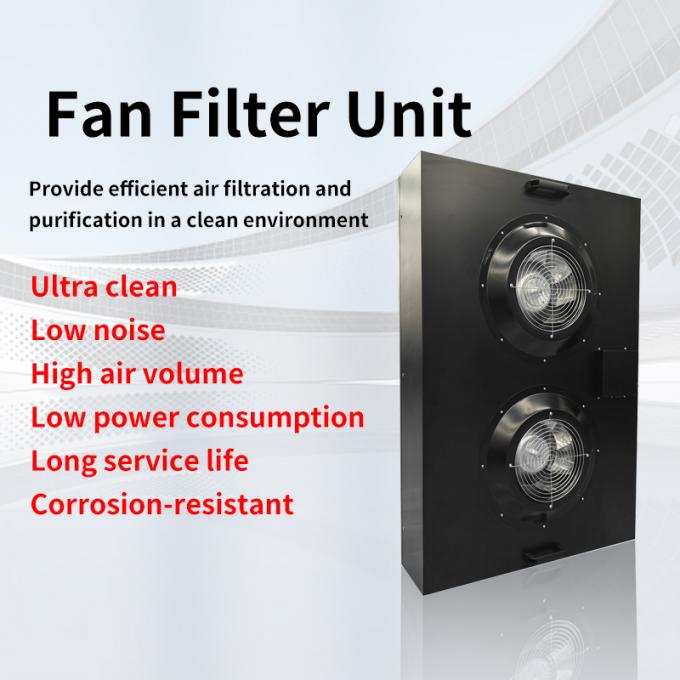 Fan Filter Unit
Provide efficient air filtration and
purification in a clean environment
Ultra clean
Low noise
High air volume
Low power consumption
Long service life
Corrosion-resistant